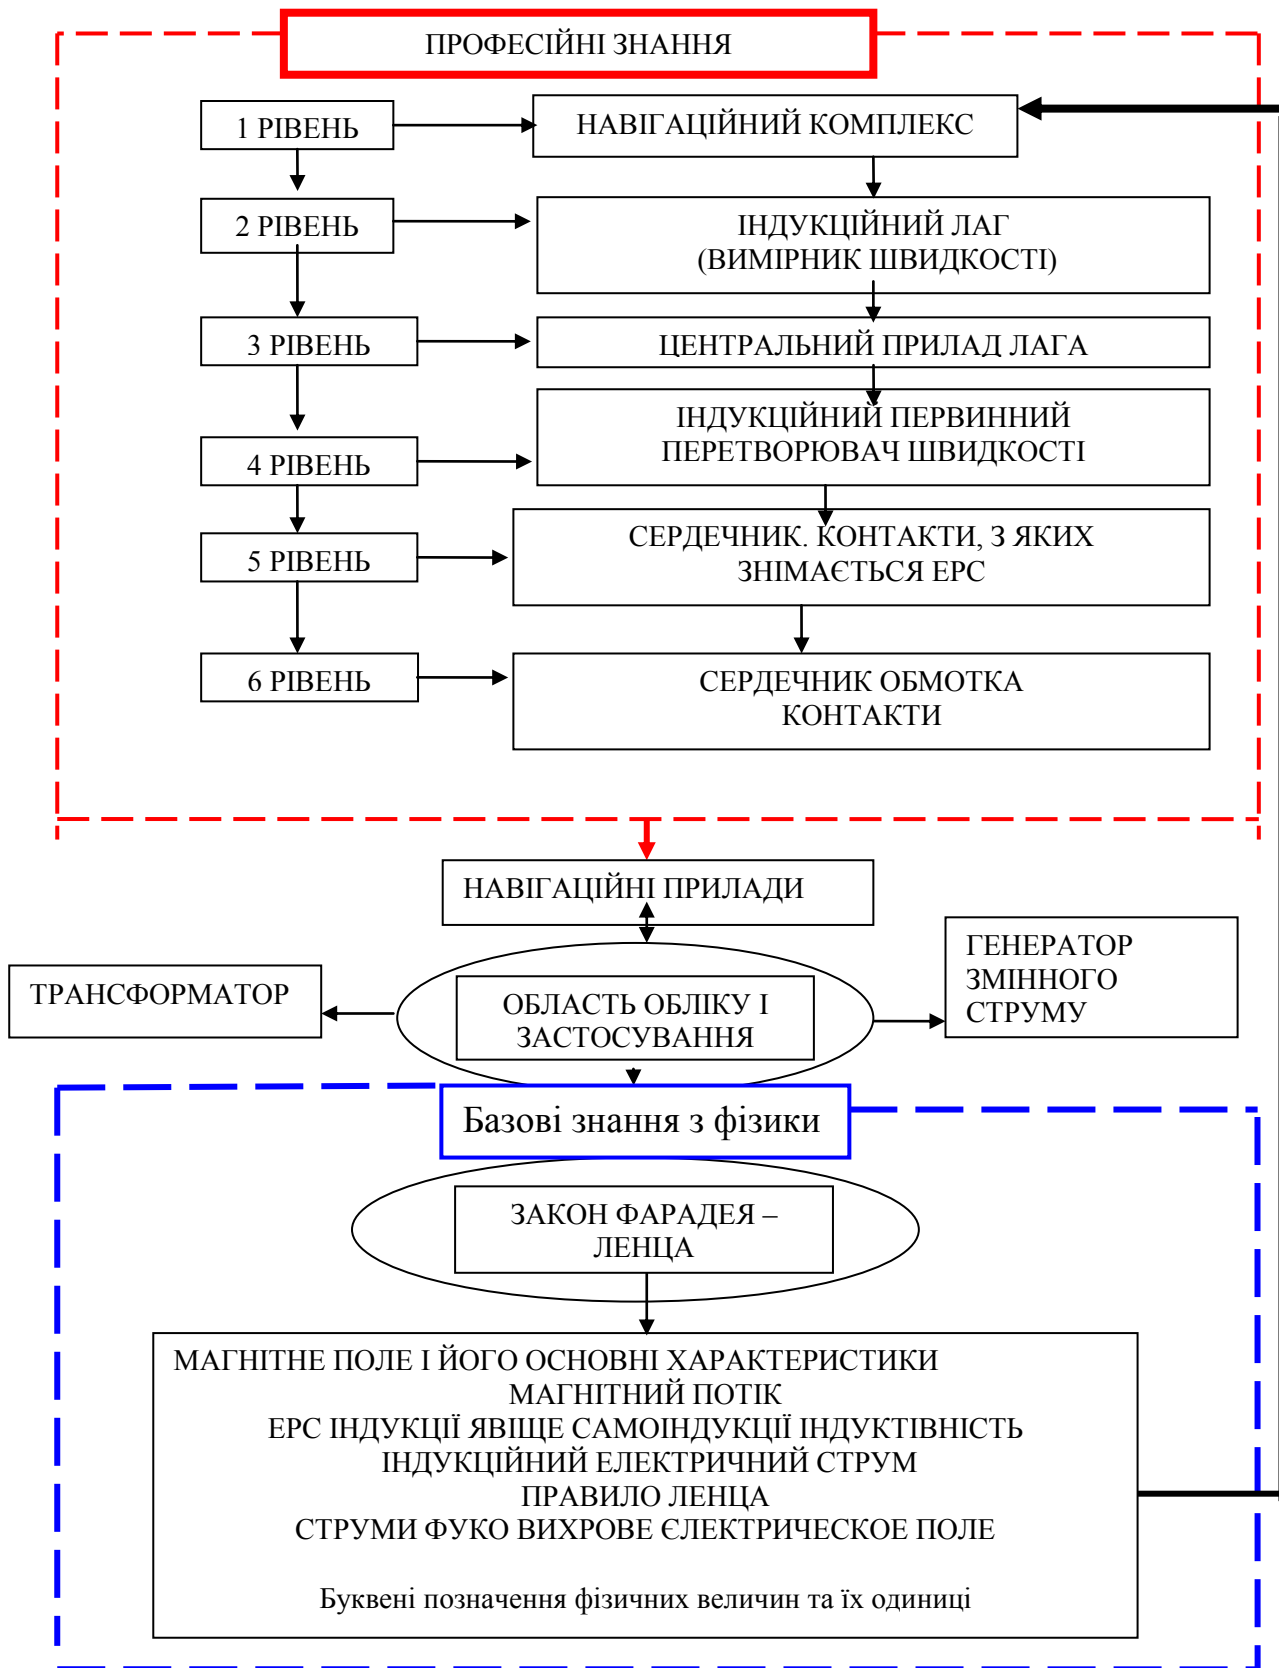 ПРОФЕСІЙНІ ЗНАННЯ
1 РІВЕНЬ
НАВІГАЦІЙНИЙ КОМПЛЕКС
2 РІВЕНЬ
ІНДУКЦІЙНИЙ ЛАГ
(ВИМІРНИК ШВИДКОСТІ)
3 РІВЕНЬ
ЦЕНТРАЛЬНИЙ ПРИЛАД ЛАГА
4 РІВЕНЬ
ІНДУКЦІЙНИЙ ПЕРВИННИЙ
ПЕРЕТВОРЮВАЧ ШВИДКОСТІ
5 РІВЕНЬ
СЕРДЕЧНИК. КОНТАКТИ, З ЯКИХ
ЗНІМАЄТЬСЯ ЕРС
6 РІВЕНЬ
СЕРДЕЧНИК ОБМОТКА
КОНТАКТИ
НАВІГАЦІЙНІ ПРИЛАДИ
ТРАНСФОРМАТОР
ОБЛАСТЬ ОБЛІКУ І
ЗАСТОСУВАННЯ
ГЕНЕРАТОР
ЗМІННОГО
СТРУМУ
Базові знання з фізики
ЗАКОН ФАРАДЕЯ –
ЛЕНЦА
МАГНІТНЕ ПОЛЕ І ЙОГО ОСНОВНІ ХАРАКТЕРИСТИКИ
МАГНІТНИЙ ПОТІК
ЕРС ІНДУКЦІЇ ЯВІЩЕ САМОІНДУКЦІЇ ІНДУКТІВНІСТЬ
ІНДУКЦІЙНИЙ ЕЛЕКТРИЧНИЙ СТРУМ
ПРАВИЛО ЛЕНЦА
СТРУМИ ФУКО ВИХРОВЕ ЄЛЕКТРИЧЕСКОЕ ПОЛЕ
Буквені позначення фізичних величин та їх одиниці